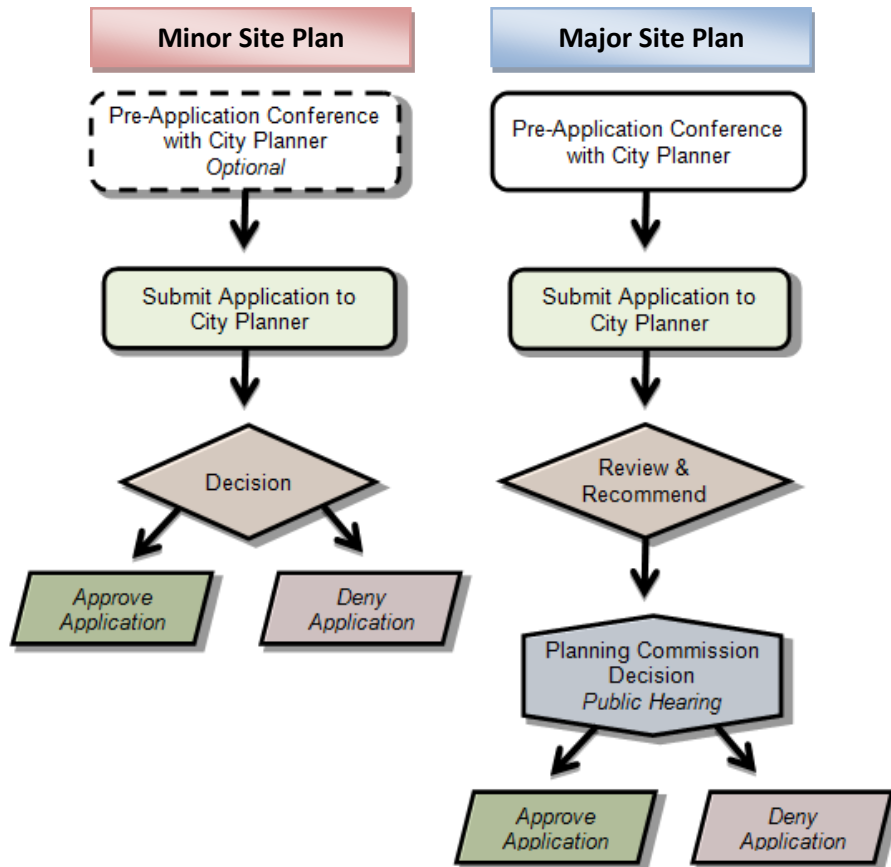 Minor Site Plan
Pre-Application Conference
with City Planner
Optional
Submit Application to
City Planner
Decision
Approve
Application
Deny
Application
Major Site Plan
Pre-Application Conference
with City Planner
Submit Application to
City Planner
Review &
Recommend
Planning Commission
Decision
Public Hearing
Approve
Application
Deny
Application